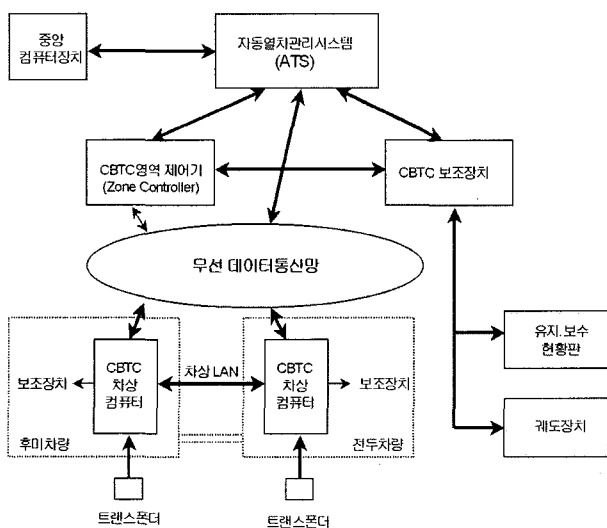 중앙
컴퓨터장치
자동열차관리시스템
(ATS)
CBTC영역 제어기
(Zone Controller)
CBTC 보조장치
무선 데이터통산망
유지.보수
현황판
궤도장치
보조장치
CBTC
차상
컴퓨터
차상 LAN
CBTC
차상
컴퓨터
보조장치
후미차량
전두차량
트랜스폰더
트랜스폰더